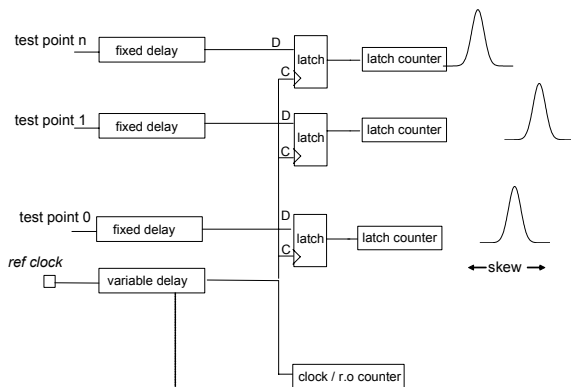 test point n
fixed delay
D
latch
C
latch counter
test point 1
fixed delay
D
latch
C
latch counter
test point 0
fixed delay
D
latch
C
latch counter
ref clock
variable delay
skew
clock / r.o counter